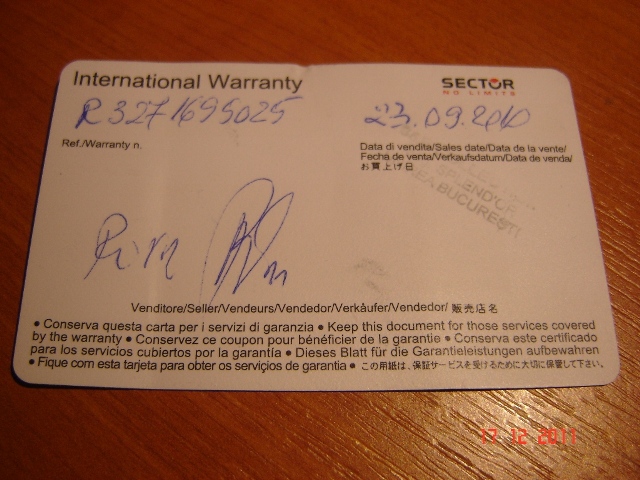 International Warranty
SECTOR
NO LIMITS
R3271695025
23.09.2010
Ref./Warranty n.
Data di vendita/Sales date/Data de la vente/
Fecha de venta/Verkaufsdatum/Data de venda/
お買上げ日
BUCURESTI
Venditore/Seller/Vendeurs/Vendedor/Verkåufer/Vendedor/ 販売店名
• Conserva questa carta per i servizi di garanzia • Keep this document for those services covered
by the warranty • Conservez ce coupon pour bénéficier de la garantie • Conserva este certificado
para los servicios cubiertos por la garantía • Dieses Blatt für die Garantieleistungen aufbewahren
• Fique com esta tarjeta para obter os serviços de garantia • この用紙は、保証サービスを受けるために大切に保管して下さい。
17 12 2011